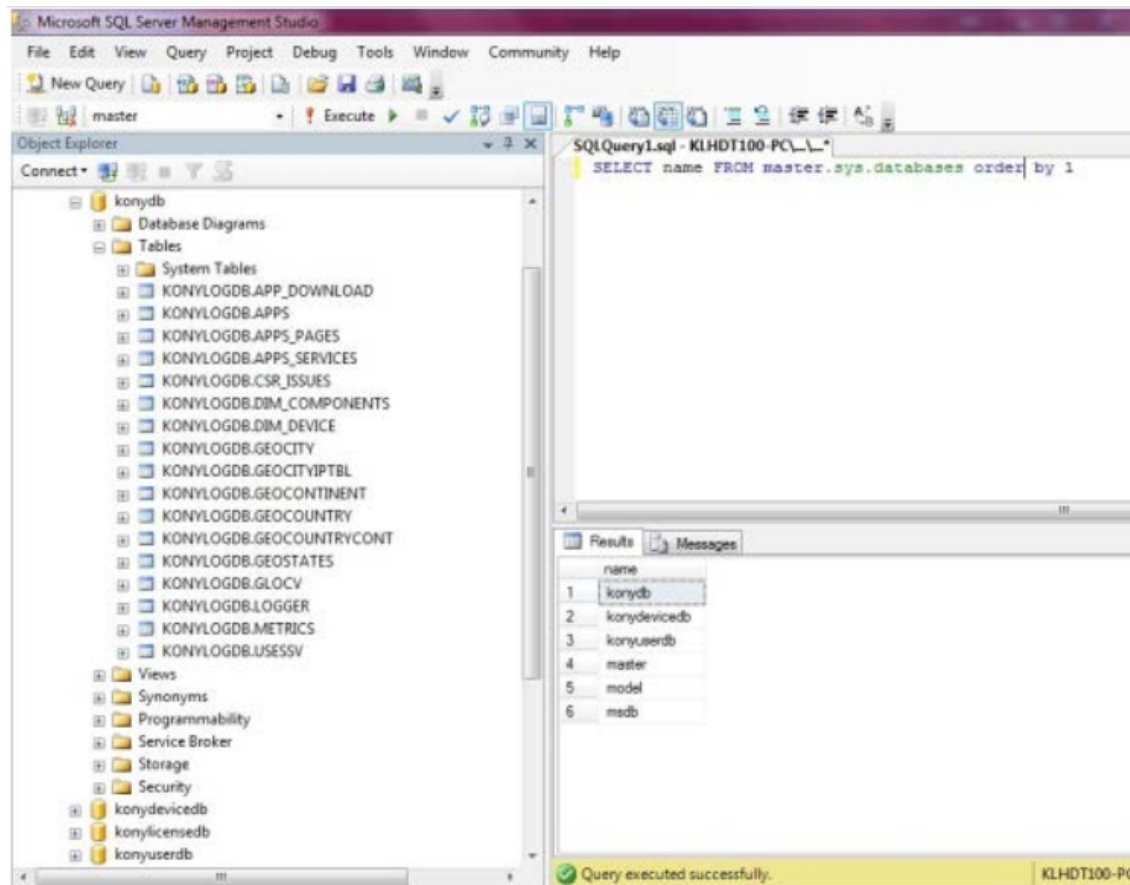 Microsoft SQL Server Management Studio
File Edit View Query Project Debug Tools Window Community Help
New Query
master Execute
Object Explorer
Connect
konydb
Database Diagrams
Tables
System Tables
KONYLOGDB.APP_DOWNLOAD
KONYLOGDB.APPS
KONYLOGDB.APPS_PAGES
KONYLOGDB.APPS_SERVICES
KONYLOGDB.CSR_ISSUES
KONYLOGDB.DIM_COMPONENTS
KONYLOGDB.DIM_DEVICE
KONYLOGDB.GEOCITY
KONYLOGDB.GEOCITYIPTBL
KONYLOGDB.GEOCONTINENT
KONYLOGDB.GEOCOUNTRY
KONYLOGDB.GEOCOUNTRYCONT
KONYLOGDB.GEOSTATES
KONYLOGDB.GLOCV
KONYLOGDB.LOGGER
KONYLOGDB.METRICS
KONYLOGDB.USESSV
Views
Synonyms
Programmability
Service Broker
Storage
Security
konydevicedb
konylicensedb
konyuserdb
SQLQuery1.sql - KLHDT100-PC\...\...*
SELECT name FROM master.sys.databases order by 1
Results Messages
name
1 konydb
2 konydevicedb
3 konyuserdb
4 master
5 model
6 msdb
Query executed successfully. KLHDT100-PC